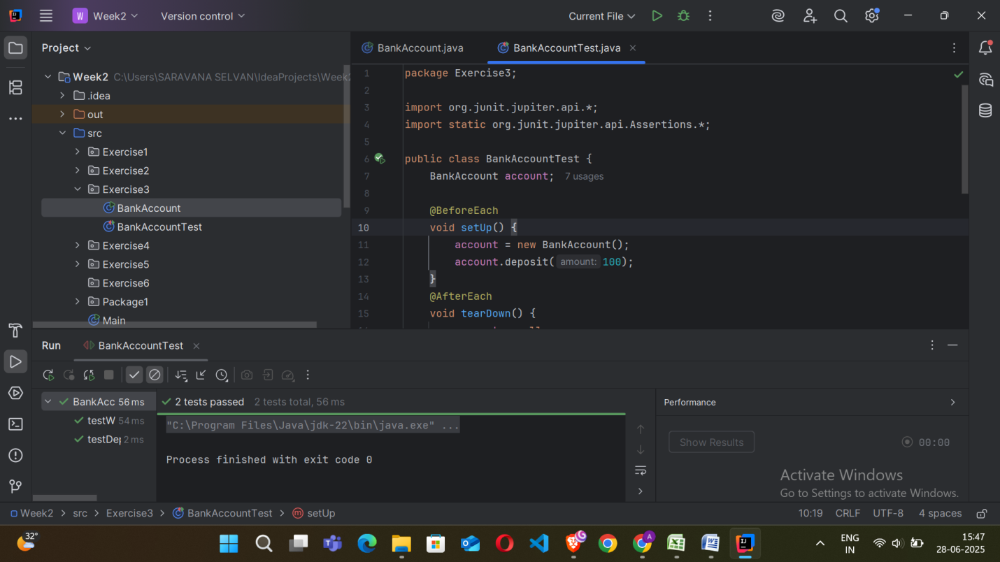 W Week2 Version control Current File
Project
BankAccount.java BankAccountTest.java
Week2 C:\Users\SARAVANA SELVAN\IdeaProjects\Week2
.idea
out
src
Exercise1
Exercise2
Exercise3
BankAccount
BankAccountTest
Exercise4
Exercise5
Exercise6
Package1
Main
1 package Exercise3;
2
3 import org.junit.jupiter.api.*;
4 import static org.junit.jupiter.api.Assertions.*;
5
6 public class BankAccountTest {
7 BankAccount account; 7 usages
8
9 @BeforeEach
10 void setUp() {
11 account = new BankAccount();
12 account.deposit( amount: 100);
13 }
14 @AfterEach
15 void tearDown() {
Run BankAccountTest
BankAcc 56 ms
testW 54 ms
testDep 2 ms
2 tests passed 2 tests total, 56 ms
"C:\Program Files\Java\jdk-22\bin\java.exe" ...
Process finished with exit code 0
Performance
Show Results 00:00
Activate Windows
Go to Settings to activate Windows.
Week2 > src > Exercise3 > BankAccountTest > m setUp 10:19 CRLF UTF-8 4 spaces
32°
ENG
IN
15:47
28-06-2025